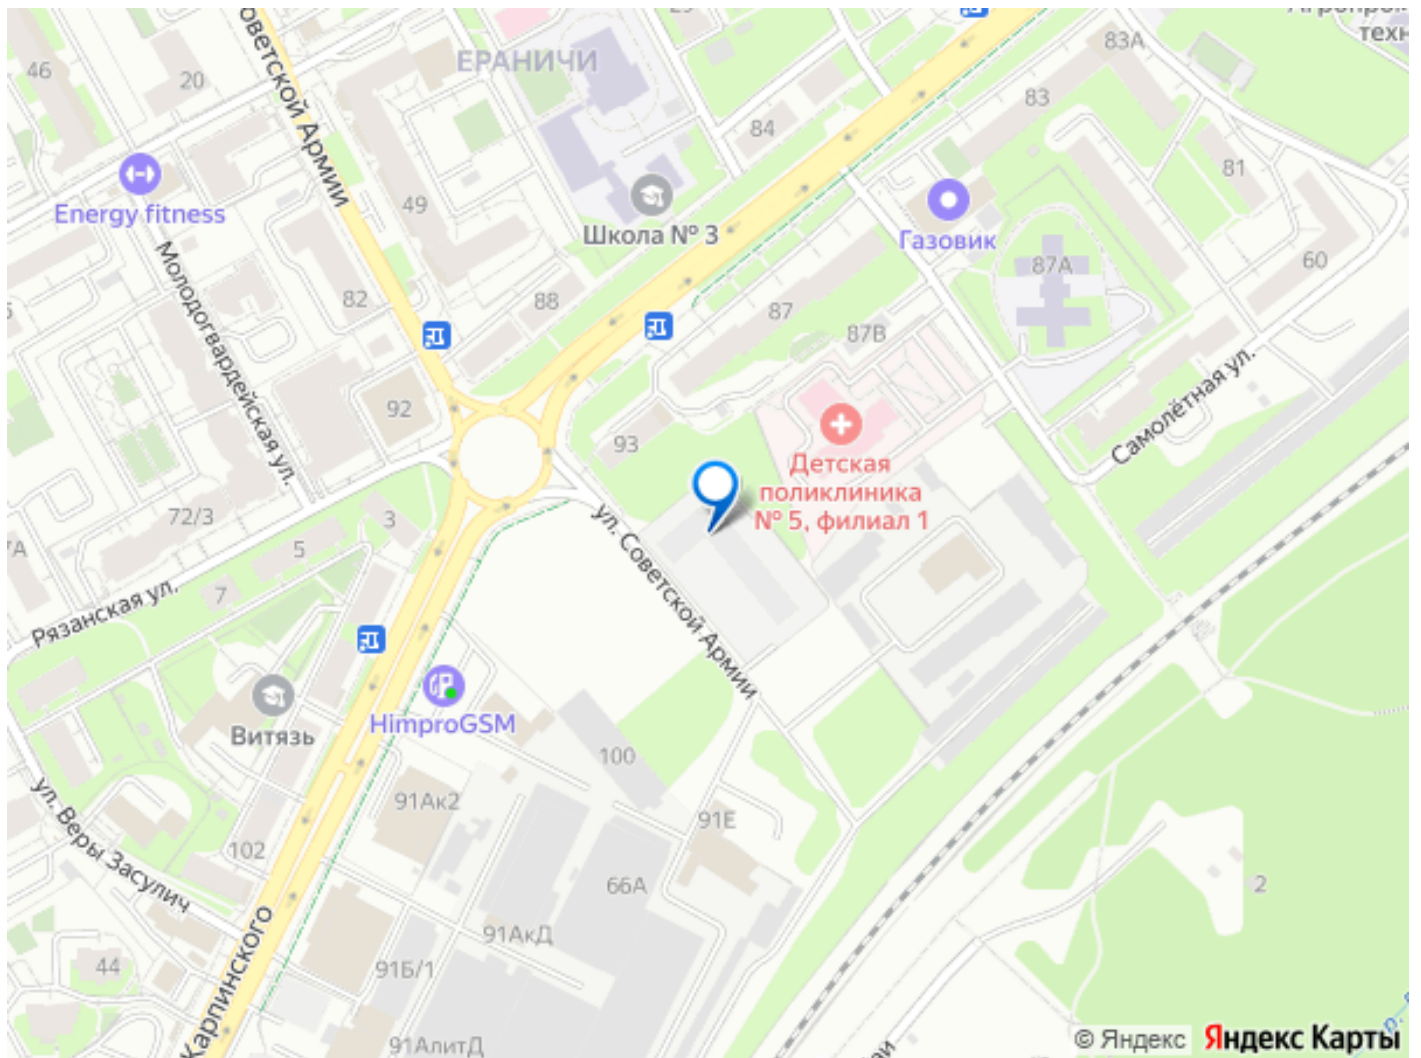 46
20
Советской Армии
ЕРАНИЧИ
83А
83
84
81
Energy fitness
49
Школа № 3
Газовик
87А
60
82
88
87
87В
Молодогвардейская ул.
92
93
Самолётная ул.
Детская
поликлиника
№ 5, филиал 1
72/3
3
5
7
Рязанская ул.
ул. Советской Армии
Витязь
HimproGSM
100
91Ак2
91Е
ул. Веры Засулич
102
66А
2
91АкД
44
91Б/1
Карпинского
91АлитД
© Яндекс Яндекс Карты